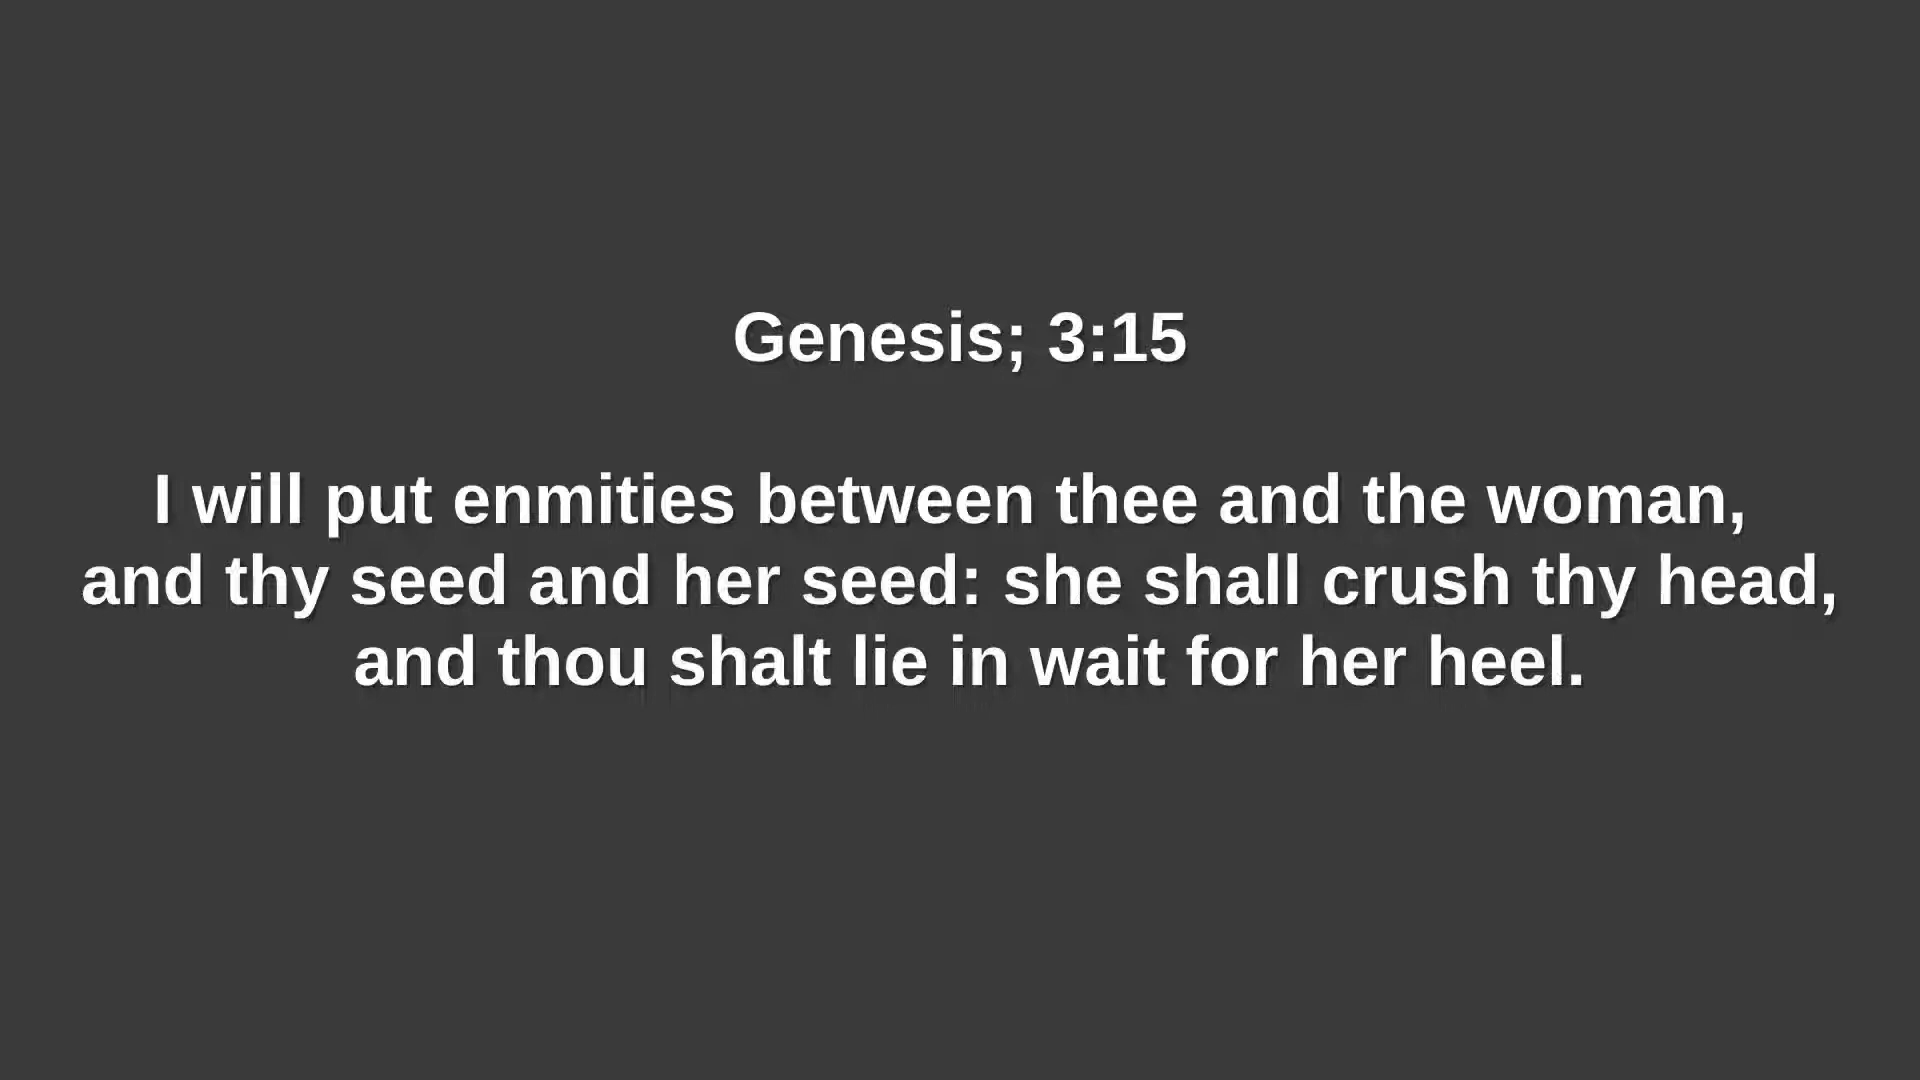 Genesis; 3:15
I will put enmities between thee and the woman,
and thy seed and her seed: she shall crush thy head,
and thou shalt lie in wait for her heel.